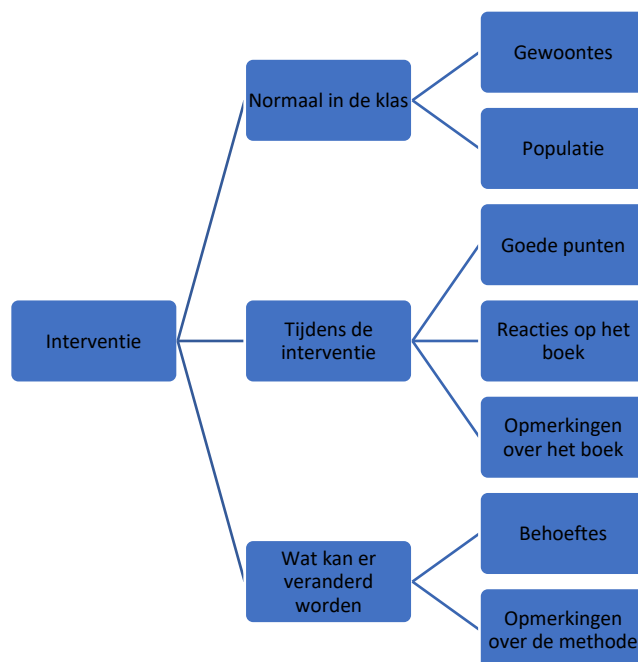 Interventie
Normaal in de klas
Gewoontes
Populatie
Tijdens de
interventie
Goede punten
Reacties op het
boek
Opmerkingen
over het boek
Wat kan er
veranderd
worden
Behoeftes
Opmerkingen
over de methode